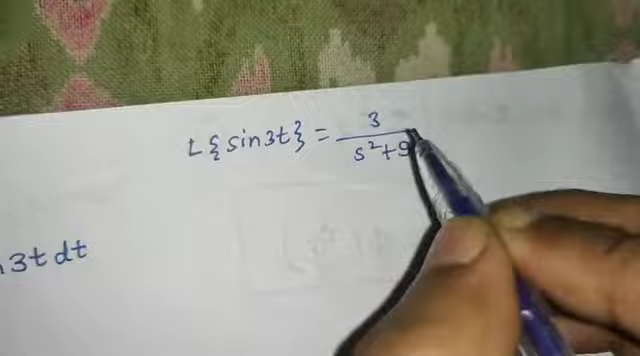 L{sin3t} = 3/(s²+9
3t dt